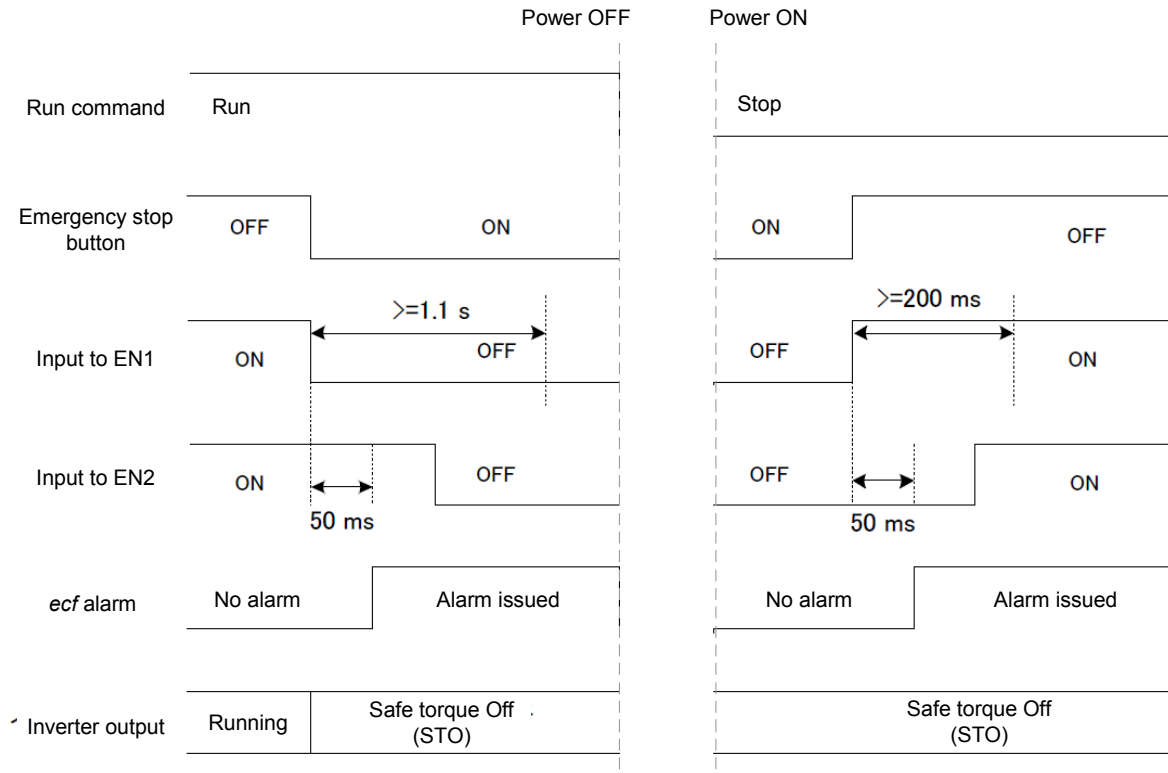 Power OFF
Power ON
Run command
Run
Stop
Emergency stop
button
OFF
ON
ON
OFF
>=1.1 s
>=200 ms
Input to EN1
ON
OFF
OFF
ON
Input to EN2
ON
OFF
OFF
ON
50 ms
50 ms
ecf alarm
No alarm
Alarm issued
No alarm
Alarm issued
Inverter output
Running
Safe torque Off
(STO)
Safe torque Off
(STO)